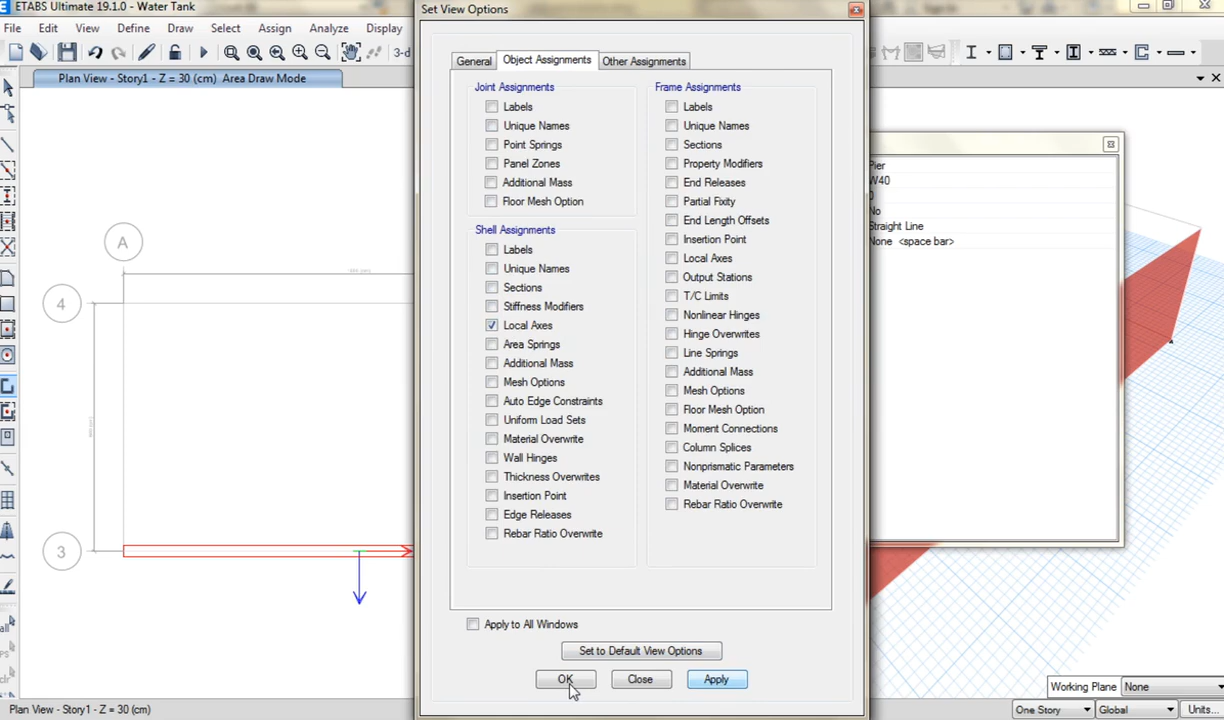 ETABS Ultimate 19.1.0 - Water Tank
File Edit View Define Draw Select Assign Analyze Display
3-d
Plan View - Story1 - Z = 30 (cm) Area Draw Mode
A
4
3
Set View Options
General
Object Assignments
Other Assignments
Joint Assignments
Labels
Unique Names
Point Springs
Panel Zones
Additional Mass
Floor Mesh Option
Shell Assignments
Labels
Unique Names
Sections
Stiffness Modifiers
Local Axes
Area Springs
Additional Mass
Mesh Options
Auto Edge Constraints
Uniform Load Sets
Material Overwrite
Wall Hinges
Thickness Overwrites
Insertion Point
Edge Releases
Rebar Ratio Overwrite
Frame Assignments
Labels
Unique Names
Sections
Property Modifiers
End Releases
Partial Fixity
End Length Offsets
Insertion Point
Local Axes
Output Stations
T/C Limits
Nonlinear Hinges
Hinge Overwrites
Line Springs
Additional Mass
Mesh Options
Floor Mesh Option
Moment Connections
Column Splices
Nonprismatic Parameters
Material Overwrite
Rebar Ratio Overwrite
Apply to All Windows
Set to Default View Options
OK
Close
Apply
Pier
W40
0
No
Straight Line
None <space bar>
Working Plane None
Plan View - Story1 - Z = 30 (cm)
One Story
Global
Units...